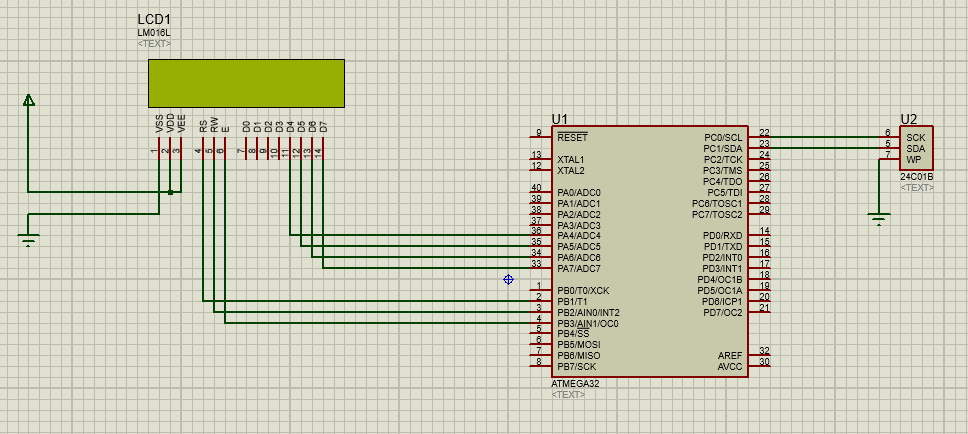 LCD1
LM016L
<TEXT>
VSS
VDD
VEE
RS
RW
E
D0
D1
D2
D3
D4
D5
D6
D7
1
2
3
4
5
6
7
8
9
10
11
12
13
14
U1
9 RESET
13 XTAL1
12 XTAL2
40 PA0/ADC0
39 PA1/ADC1
38 PA2/ADC2
37 PA3/ADC3
36 PA4/ADC4
35 PA5/ADC5
34 PA6/ADC6
33 PA7/ADC7
1 PB0/T0/XCK
2 PB1/T1
3 PB2/AIN0/INT2
4 PB3/AIN1/OC0
5 PB4/SS
6 PB5/MOSI
7 PB6/MISO
8 PB7/SCK
PC0/SCL 22
PC1/SDA 23
PC2/TCK 24
PC3/TMS 25
PC4/TDO 26
PC5/TDI 27
PC6/TOSC1 28
PC7/TOSC2 29
PD0/RXD 14
PD1/TXD 15
PD2/INT0 16
PD3/INT1 17
PD4/OC1B 18
PD5/OC1A 19
PD6/ICP1 20
PD7/OC2 21
AREF 32
AVCC 30
ATMEGA32
<TEXT>
U2
6 SCK
5 SDA
7 WP
24C01B
<TEXT>